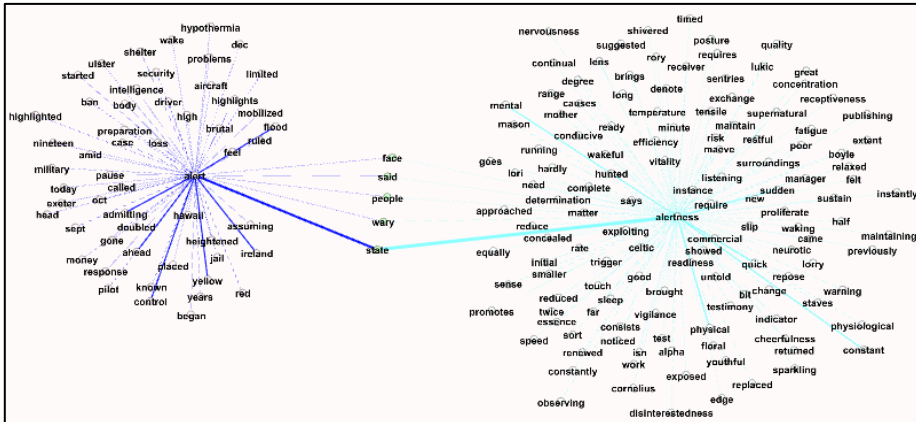 hypothermia
timed
wake
dec
nervousness
shivered
posture
shelter
suggested
requires
quality
ulster
problems
continual
lens
rory
receiver
lukic
started
security
limited
degree
brings
sentries
great
intelligence
aircraft
range
causes
long
denote
exchange
concentration
ban
body
driver
highlights
mental
mother
temperature
tensile
supernatural
receptiveness
highlighted
high
mobilized
mason
ready
minute
maintain
publishing
nineteen
preparation
brutal
flood
conducive
efficiency
risk
restful
fatigue
extent
amid
case
loss
ruled
running
wakeful
maeve
poor
boyle
feel
face
goes
hardly
hunted
vitality
listening
surroundings
relaxed
military
pause
alert
said
lori
instance
manager
felt
today
called
need
complete
says
require
sudden
sustain
instantly
exeter
oct
admitting
people
determination
new
head
doubled
hawaii
approached
matter
alertness
proliferate
half
sept
assuming
wary
reduce
exploiting
slip
waking
maintaining
gone
heightened
concealed
celtic
commercial
came
money
ahead
ireland
state
equally
rate
showed
neurotic
previously
response
jail
initial
trigger
readiness
quick
lorry
placed
smaller
good
untold
repose
pilot
known
yellow
sense
touch
brought
bit
change
warning
control
years
red
reduced
sleep
testimony
staves
began
promotes
twice
far
vigilance
indicator
physiological
essence
consists
physical
speed
sort
noticed
test
floral
cheerfulness
constant
renewed
isn
alpha
youthful
returned
constantly
work
sparkling
cornelius
exposed
replaced
observing
edge
disinterestedness